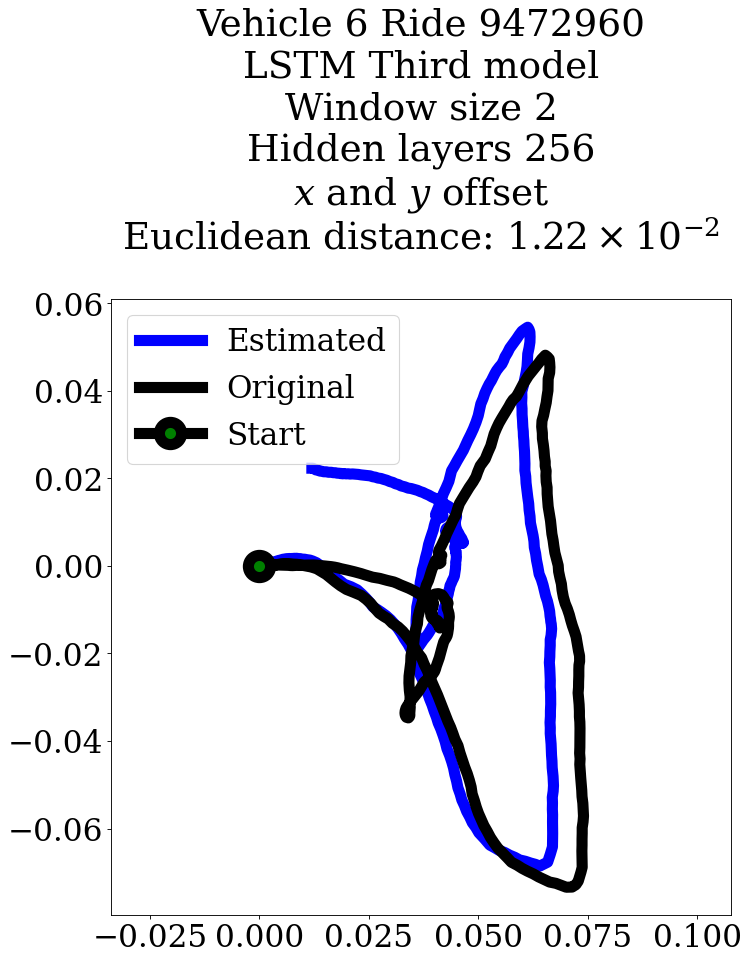 Vehicle 6 Ride 9472960
LSTM Third model
Window size 2
Hidden layers 256
x and y offset
Euclidean distance: 1.22 × 10⁻²
Estimated
Original
Start
0.06
0.04
0.02
0.00
−0.02
−0.04
−0.06
−0.025 0.000 0.025 0.050 0.075 0.100